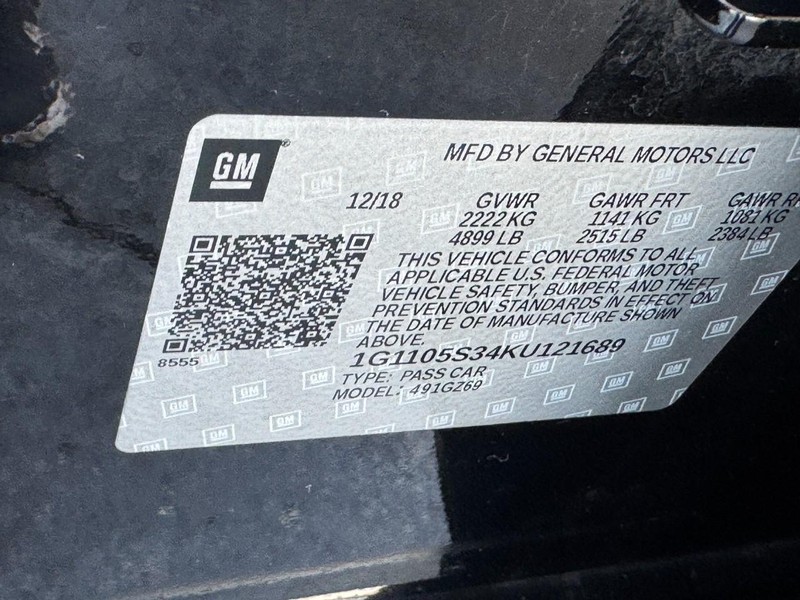 GM®
MFD BY GENERAL MOTORS LLC
12/18 GVWR GAWR FRT GAWR
2222 KG 1141 KG 1081 KG
4899 LB 2515 LB 2384 LB
THIS VEHICLE CONFORMS TO ALL
APPLICABLE U.S. FEDERAL MOTOR
VEHICLE SAFETY, BUMPER, AND THEFT
PREVENTION STANDARDS IN EFFECT ON
THE DATE OF MANUFACTURE SHOWN
ABOVE.
8555
1G1105S34KU121689
TYPE: PASS CAR
MODEL: 491GZ69